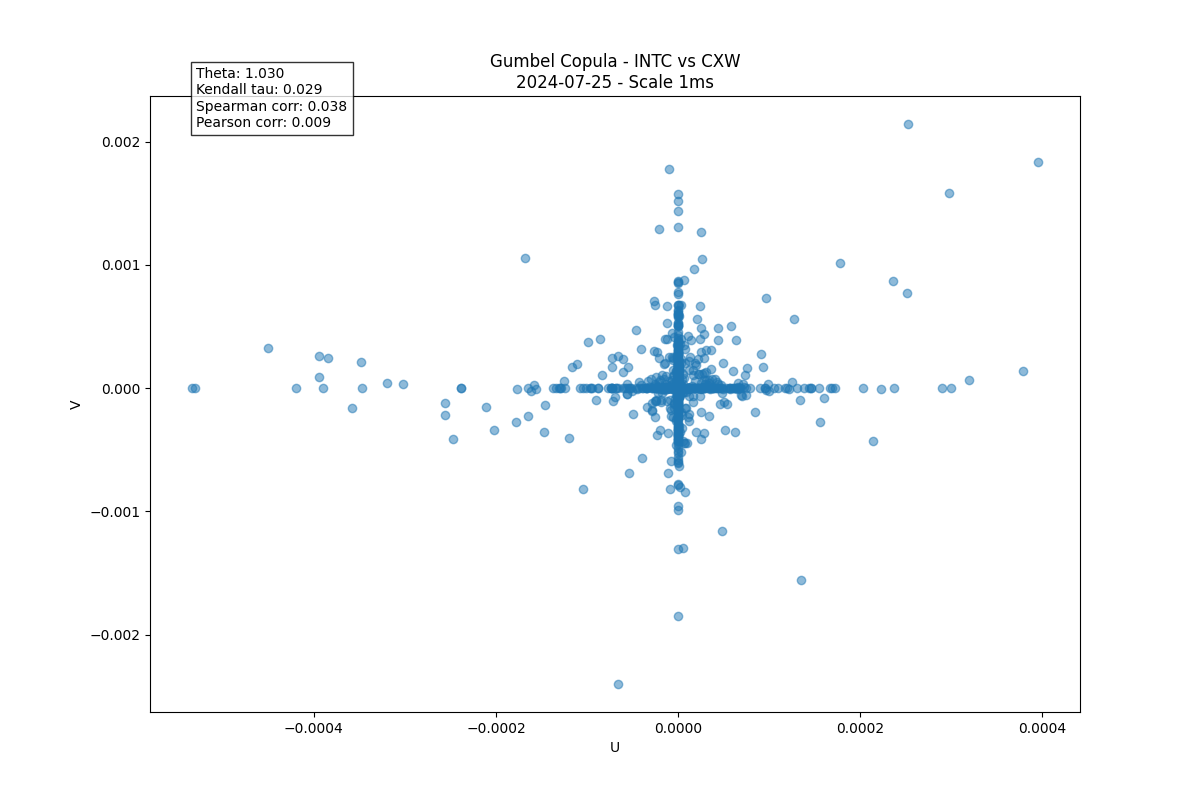 Gumbel Copula - INTC vs CXW
2024-07-25 - Scale 1ms
Theta: 1.030
Kendall tau: 0.029
Spearman corr: 0.038
Pearson corr: 0.009
0.002
0.001
0.000
−0.001
−0.002
V
−0.0004
−0.0002
0.0000
0.0002
0.0004
U